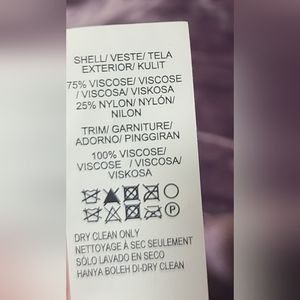 SHELL/ VESTE/ TELA
EXTERIOR/ KULIT
75% VISCOSE/ VISCOSE
/ VISCOSA/ VISKOSA
25% NYLON/ NYLÓN/
NILON
TRIM/ GARNITURE/
ADORNO/ PINGGIRAN
100% VISCOSE/
VISCOSE / VISCOSA/
VISKOSA
P
DRY CLEAN ONLY
NETTOYAGE À SEC SEULEMENT
SÓLO LAVADO EN SECO
HANYA BOLEH DI-DRY CLEAN